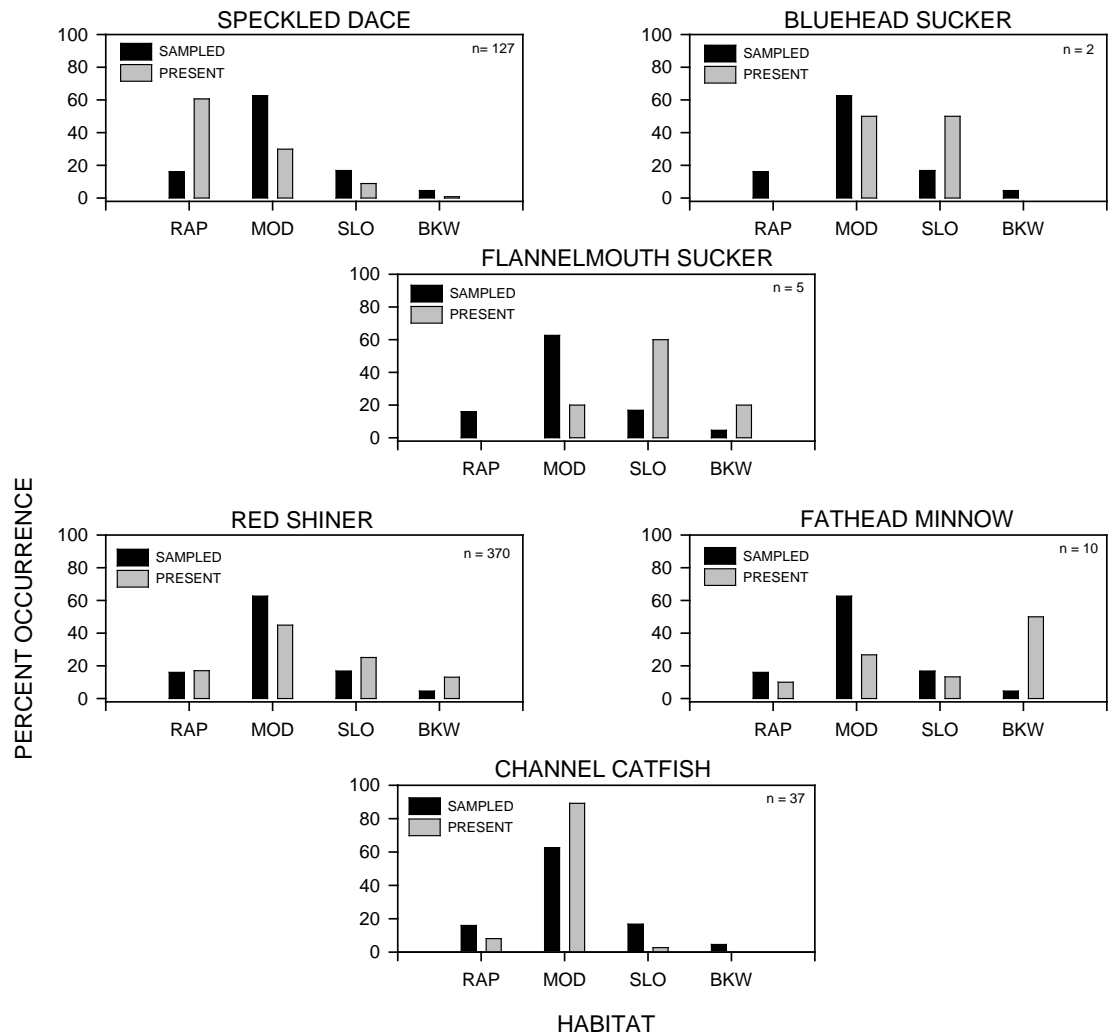 SPECKLED DACE
100
80
60
40
20
0
SAMPLED
PRESENT
n= 127
RAP MOD SLO BKW
BLUEHEAD SUCKER
100
80
60
40
20
0
SAMPLED
PRESENT
n = 2
RAP MOD SLO BKW
FLANNELMOUTH SUCKER
100
80
60
40
20
0
SAMPLED
PRESENT
n = 5
RAP MOD SLO BKW
PERCENT OCCURRENCE
RED SHINER
100
80
60
40
20
0
SAMPLED
PRESENT
n = 370
RAP MOD SLO BKW
FATHEAD MINNOW
100
80
60
40
20
0
SAMPLED
PRESENT
n = 10
RAP MOD SLO BKW
CHANNEL CATFISH
100
80
60
40
20
0
SAMPLED
PRESENT
n = 37
RAP MOD SLO BKW
HABITAT